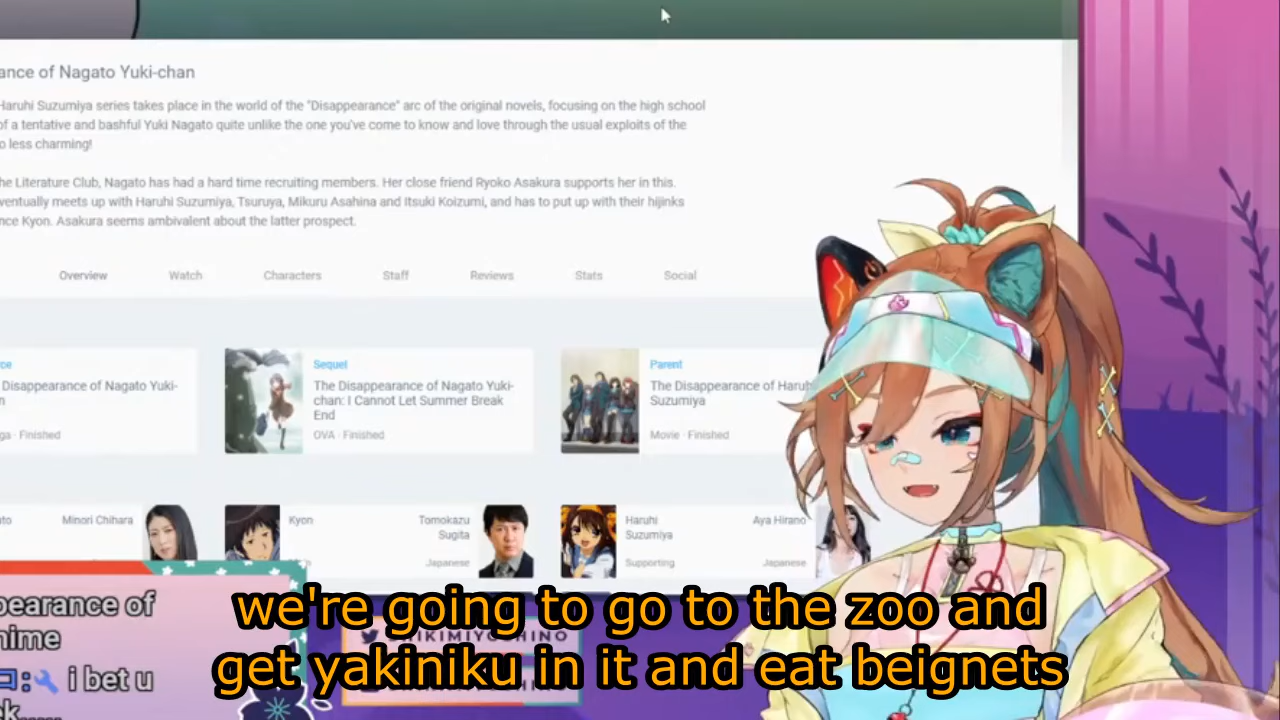 ance of Nagato Yuki-chan
Haruhi Suzumiya series takes place in the world of the "Disappearance" arc of the original novels, focusing on the high school
of a tentative and bashful Yuki Nagato quite unlike the one you've come to know and love through the usual exploits of the
o less charming!
he Literature Club, Nagato has had a hard time recruiting members. Her close friend Ryoko Asakura supports her in this.
ventually meets up with Haruhi Suzumiya, Tsuruya, Mikuru Asahina and Itsuki Koizumi, and has to put up with their hijinks
nce Kyon. Asakura seems ambivalent about the latter prospect.
Overview Watch Characters Staff Reviews Stats Social
ce
Disappearance of Nagato Yuki-
n
ga · Finished
Sequel
The Disappearance of Nagato Yuki-
chan: I Cannot Let Summer Break
End
OVA · Finished
Parent
The Disappearance of Haruh
Suzumiya
Movie · Finished
to
Minori Chihara
Kyon
Tomokazu
Sugita
Japanese
Haruhi
Suzumiya
Supporting
Aya Hirano
Japanese
pearance of
nime
i bet u
we're going to go to the zoo and
get yakiniku in it and eat beignets